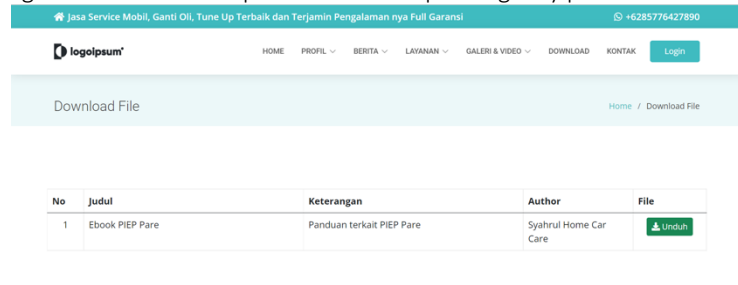 Jasa Service Mobil, Ganti Oli, Tune Up Terbaik dan Terjamin Pengalaman nya Full Garansi +6285776427890
logoipsum HOME PROFIL BERITA LAYANAN GALERI & VIDEO DOWNLOAD KONTAK Login
Download File Home / Download File
No Judul Keterangan Author File
1 Ebook PIEP Pare Panduan terkait PIEP Pare Syahrul Home Car Unduh
Care